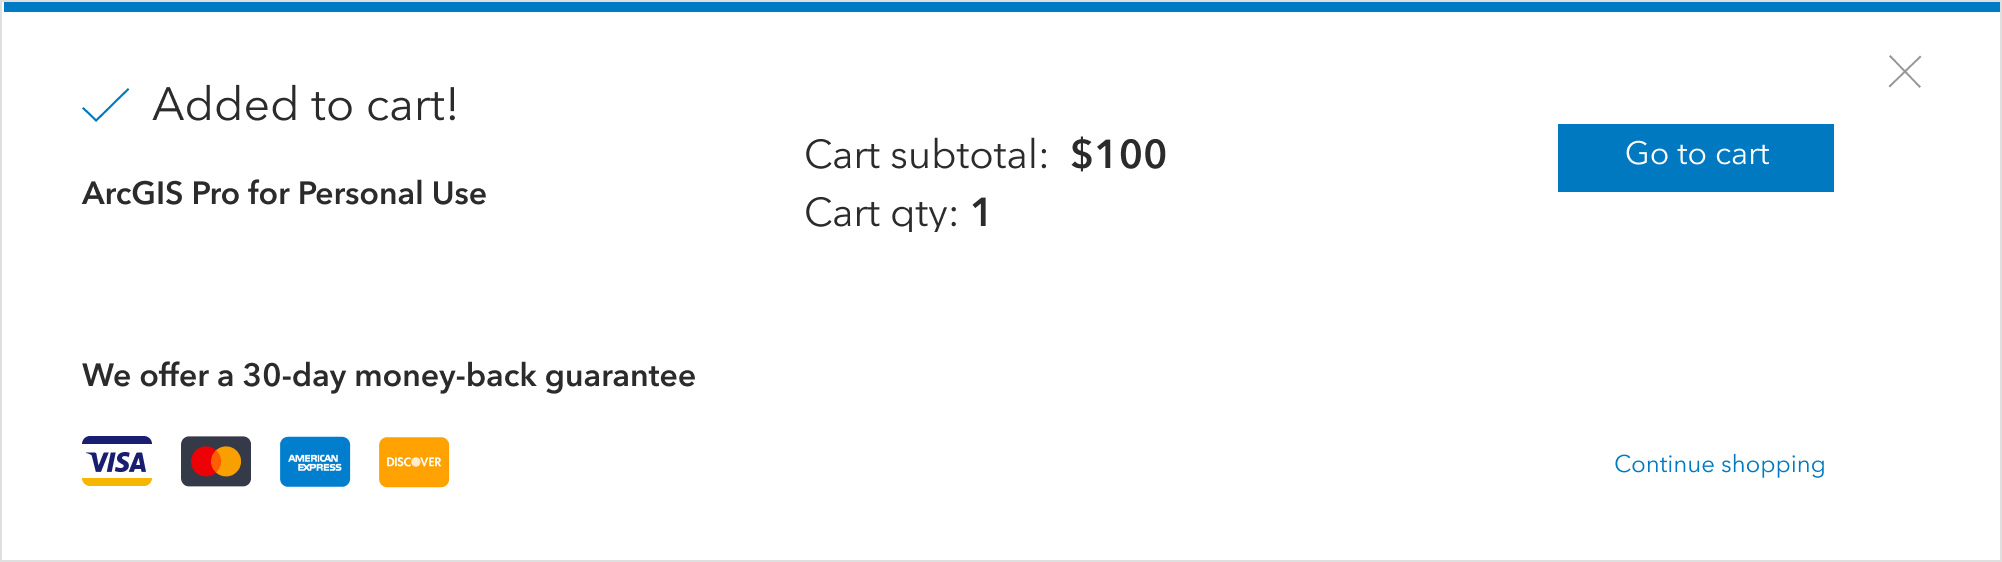 Added to cart!
ArcGIS Pro for Personal Use
Cart subtotal: $100
Cart qty: 1
Go to cart
We offer a 30-day money-back guarantee
VISA
AMERICAN
EXPRESS
DISCOVER
Continue shopping